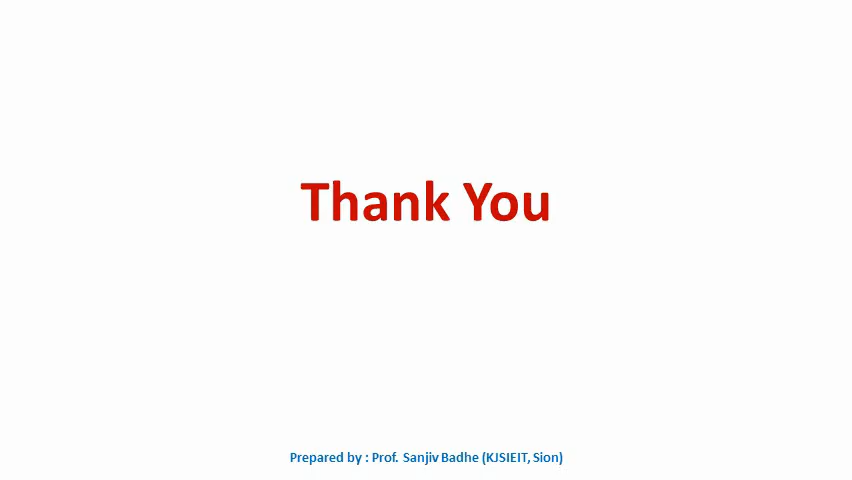 Thank You
Prepared by : Prof. Sanjiv Badhe (KJSIEIT, Sion)